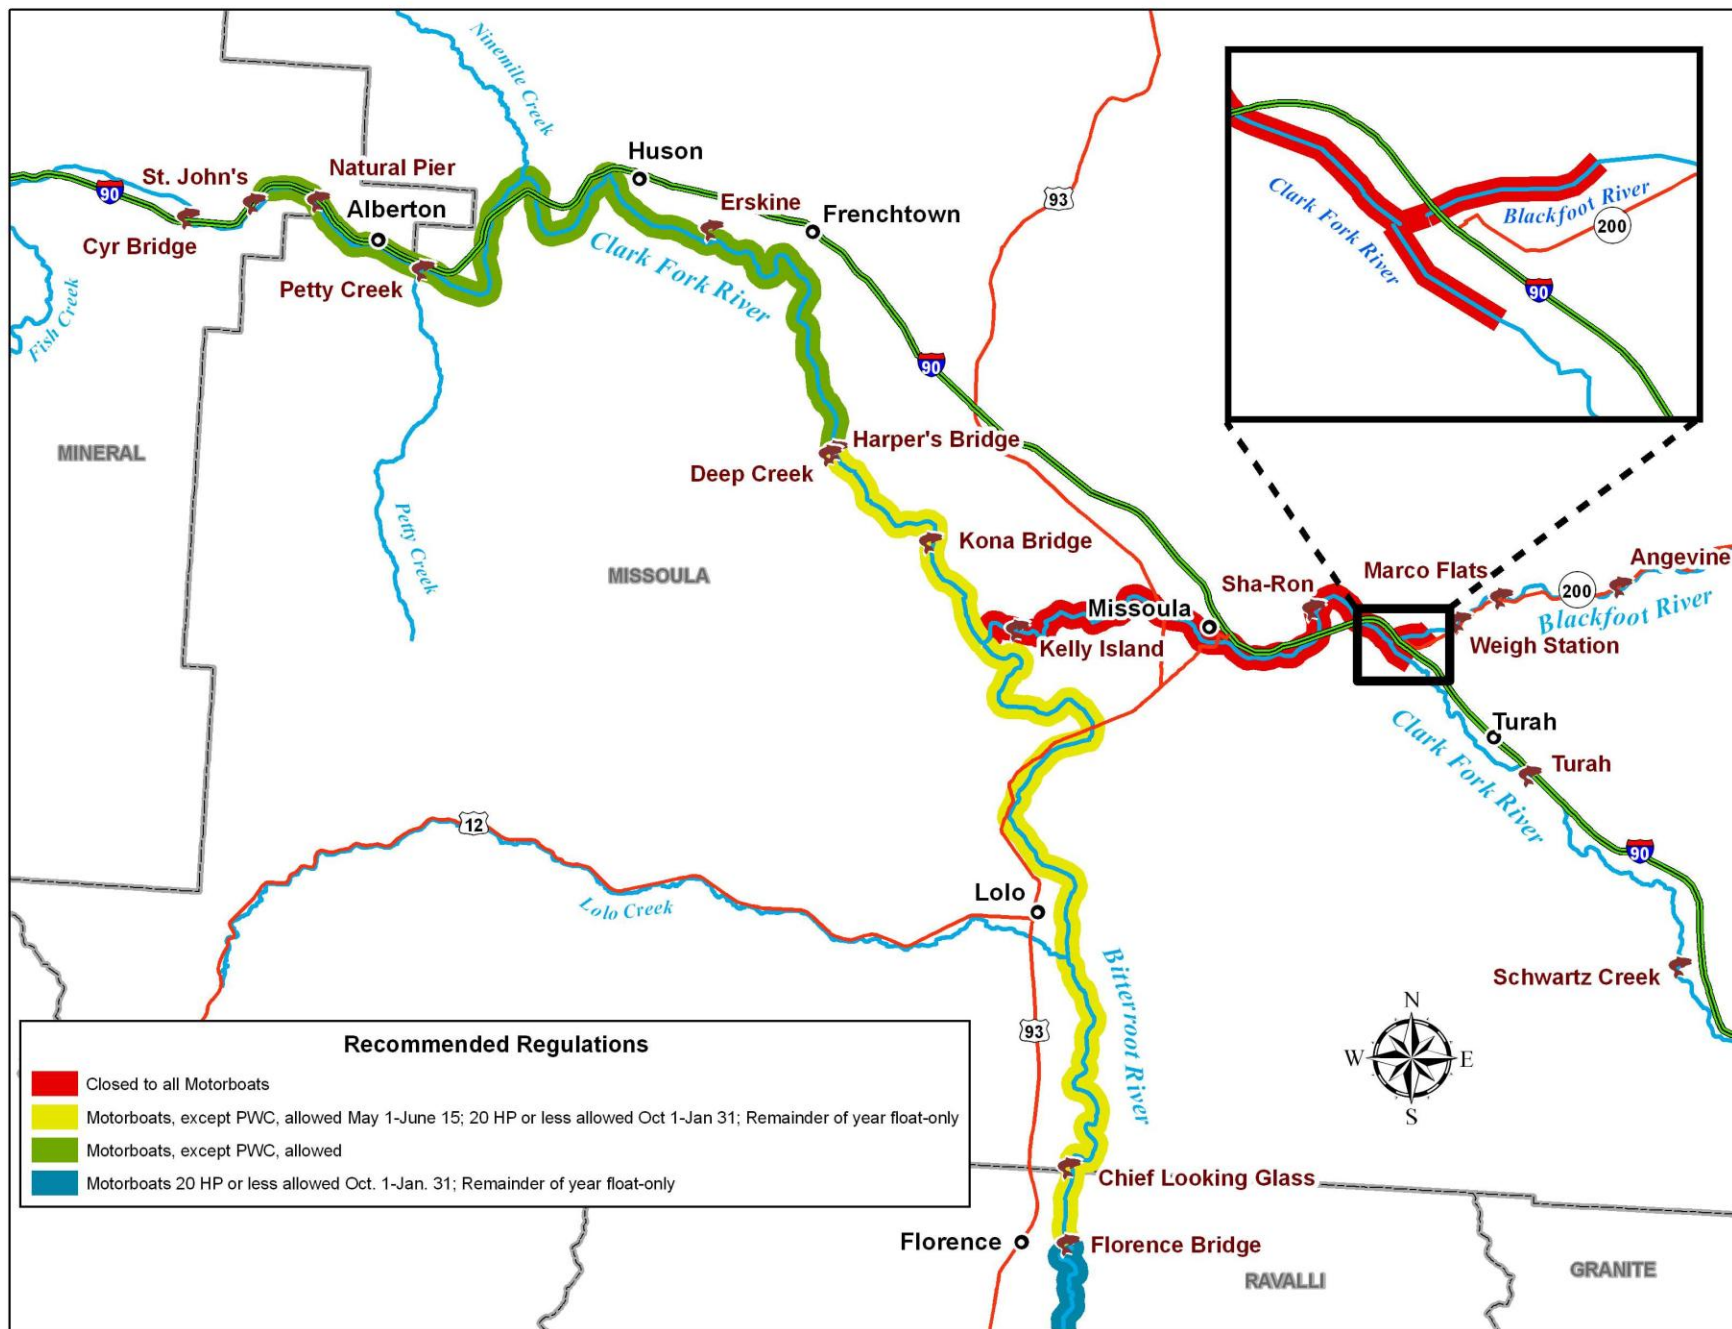 Ninemile Creek
93
Huson
St. John's
Natural Pier
90
Erskine
Alberton
Frenchtown
Cyr Bridge
Petty Creek
Clark Fork River
Fish Creek
90
Clark Fork River
Blackfoot River
200
90
MINERAL
Harper's Bridge
Deep Creek
Petty Creek
Kona Bridge
MISSOULA
Sha-Ron
Marco Flats
Angevine
200
Blackfoot River
Missoula
Kelly Island
Weigh Station
Clark Fork River
Turah
Turah
12
90
Lolo
Lolo Creek
Bitterroot River
Schwartz Creek
93
N
W
E
S
Recommended Regulations
Closed to all Motorboats
Motorboats, except PWC, allowed May 1-June 15; 20 HP or less allowed Oct 1-Jan 31; Remainder of year float-only
Motorboats, except PWC, allowed
Motorboats 20 HP or less allowed Oct. 1-Jan. 31; Remainder of year float-only
Chief Looking Glass
Florence
Florence Bridge
RAVALLI
GRANITE